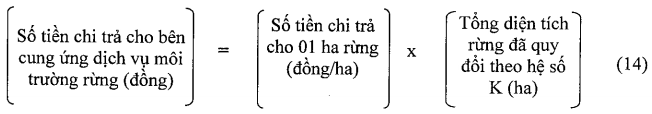 Số tiền chi trả cho bên
cung ứng dịch vụ môi
trường rừng (đồng)
=
Số tiền chi trả
cho 01 ha rừng
(đồng/ha)
x
Tổng diện tích
rừng đã quy
đổi theo hệ số
K (ha)
(14)